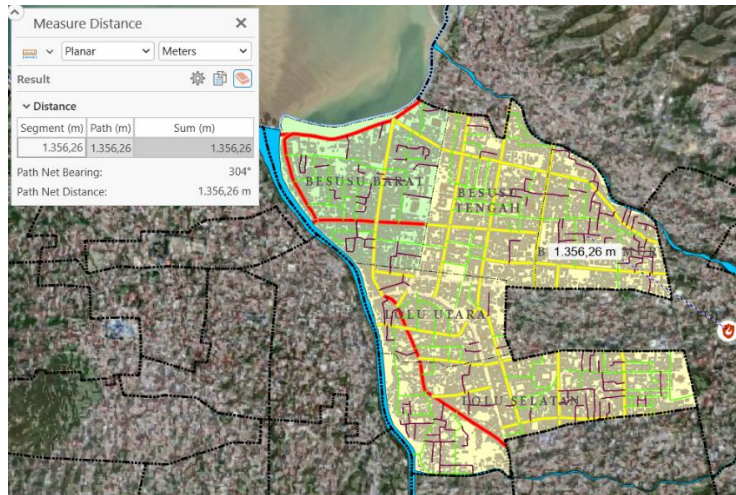 Measure Distance
Planar
Meters
Result
Distance
Segment (m) Path (m) Sum (m)
1.356,26 1.356,26 1.356,26
Path Net Bearing: 304°
Path Net Distance: 1.356,26 m
BESUSU BARAT
BESUSU
TENGAH
B 1.356,26 m M
LOLU UTARA
LOLU SELATAN